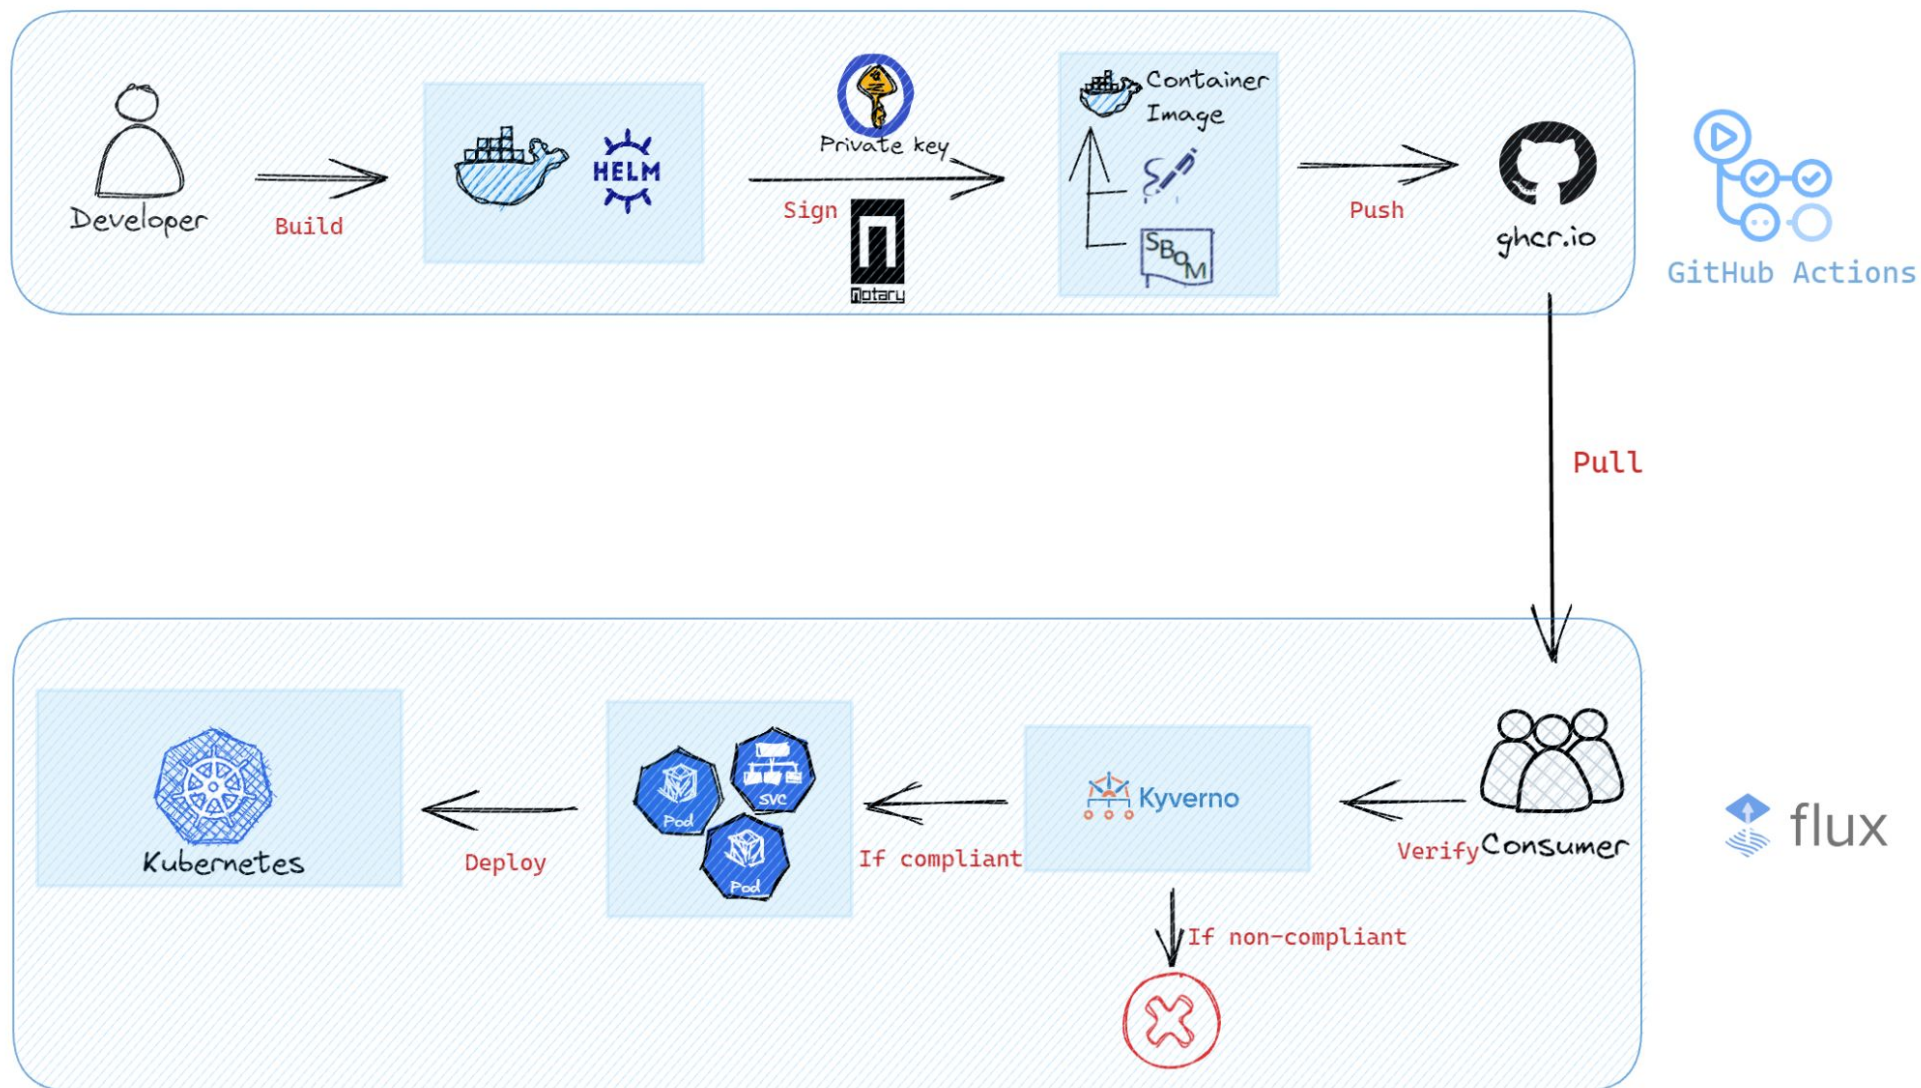 Developer
Build
HELM
Private key
Sign
notary
Container
Image
SBOM
Push
ghcr.io
GitHub Actions
Pull
Kubernetes
Deploy
Pod
SVC
Pod
If compliant
Kyverno
If non-compliant
Verify
Consumer
flux